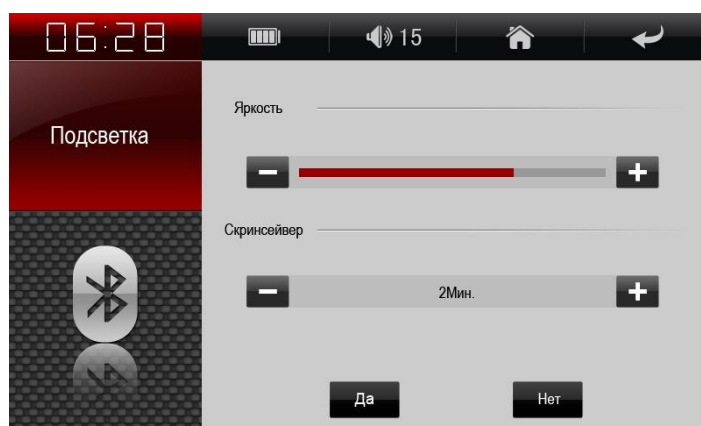 06:28
15
Подсветка
Яркость
Скринсейвер
2Мин.
Да
Нет